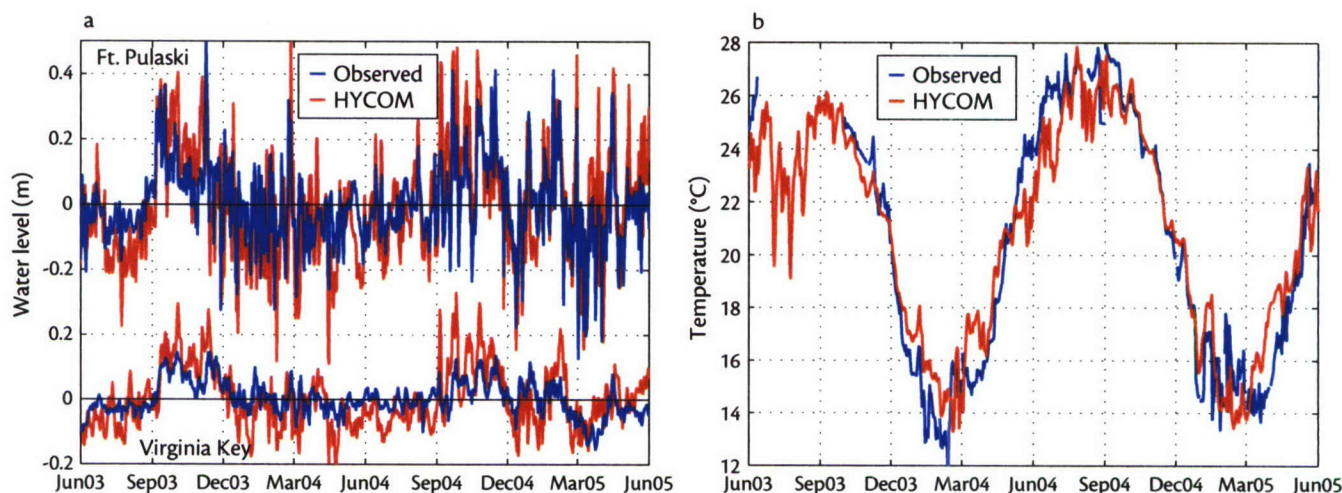 a
Ft. Pulaski
Observed
HYCOM
Virginia Key
Water level (m)
0.4
0.2
0
-0.2
0.2
0
-0.2
Jun03 Sep03 Dec03 Mar04 Jun04 Sep04 Dec04 Mar05 Jun05
b
Observed
HYCOM
Temperature (°C)
28
26
24
22
20
18
16
14
12
Jun03 Sep03 Dec03 Mar04 Jun04 Sep04 Dec04 Mar05 Jun05